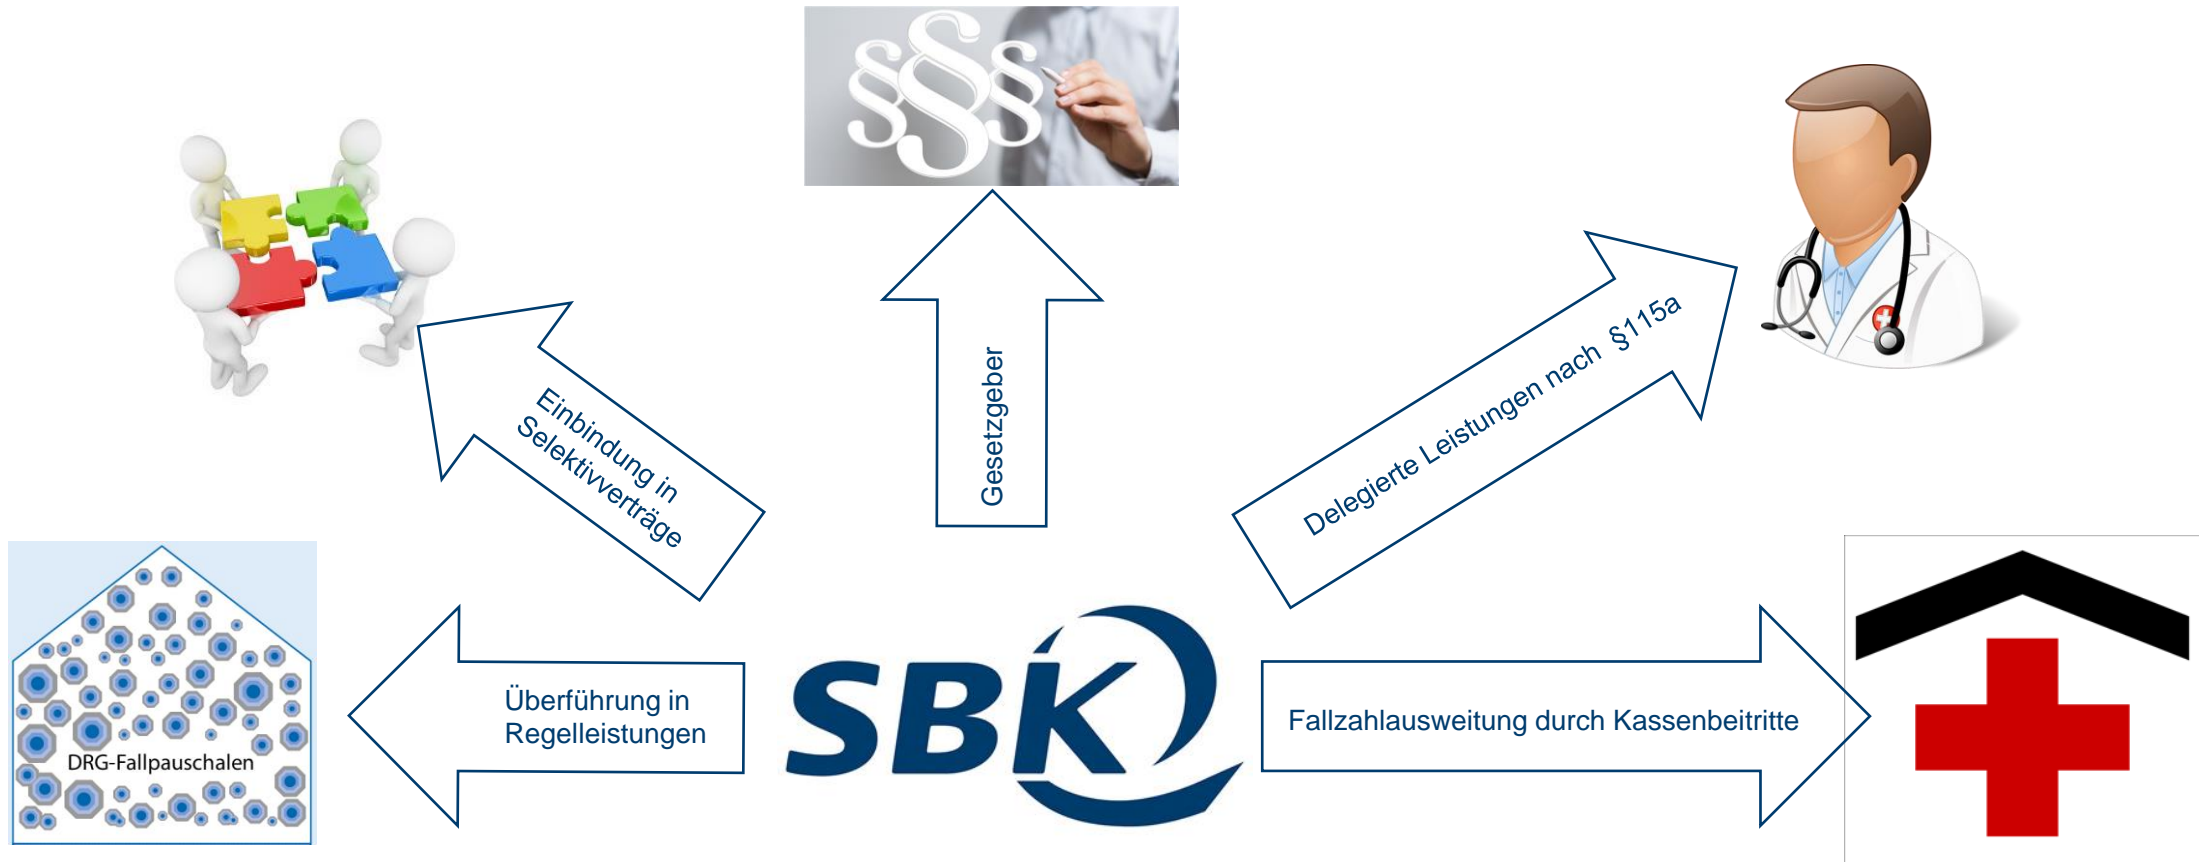 §§§
Gesetzgeber
Einbindung in
Selektivverträge
Delegierte Leistungen nach §115a
Überführung in
Regelleistungen
DRG-Fallpauschalen
SBK
Fallzahlausweitung durch Kassenbeitritte